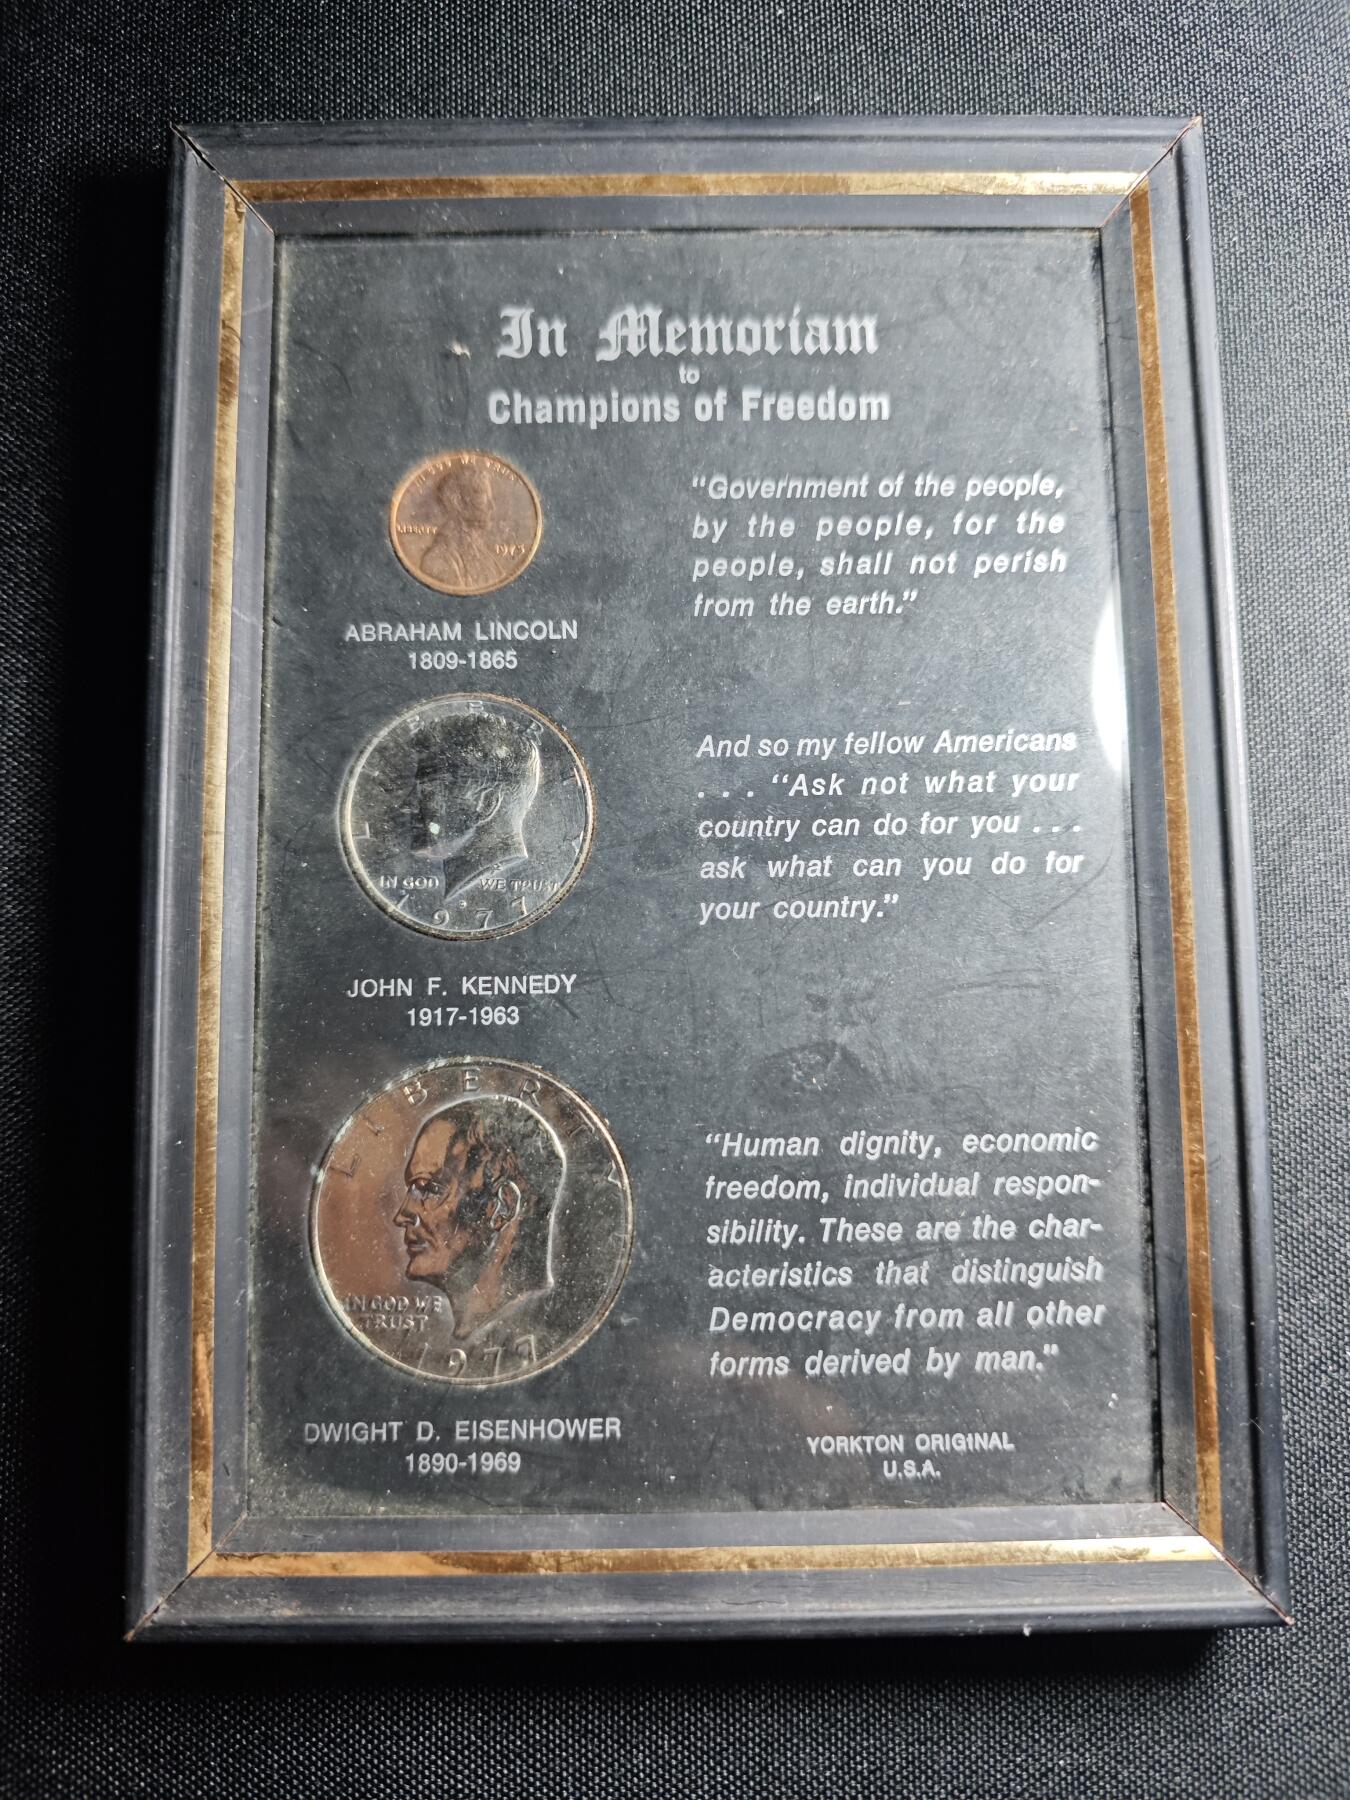 In Memoriam
to
Champions of Freedom
LIBERTY
1975
"Government of the people,
by the people, for the
people, shall not perish
from the earth."
ABRAHAM LINCOLN
1809-1865
IN GOD WE TRUST
1977
And so my fellow Americans
. . . "Ask not what your
country can do for you . . .
ask what can you do for
your country."
JOHN F. KENNEDY
1917-1963
LIBERTY
IN GOD WE
TRUST
1977
"Human dignity, economic
freedom, individual respon-
sibility. These are the char-
acteristics that distinguish
Democracy from all other
forms derived by man."
DWIGHT D. EISENHOWER
1890-1969
YORKTON ORIGINAL
U.S.A.